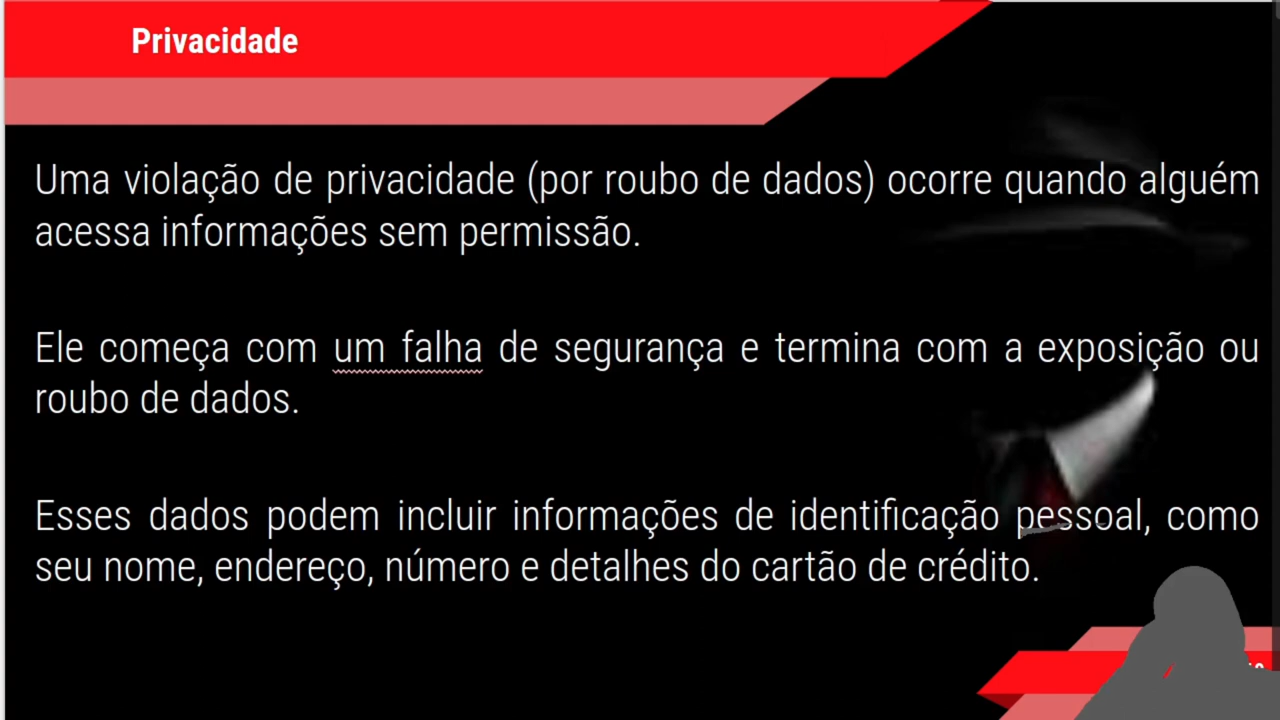 Privacidade
Uma violação de privacidade (por roubo de dados) ocorre quando alguém
acessa informações sem permissão.
Ele começa com um falha de segurança e termina com a exposição ou
roubo de dados.
Esses dados podem incluir informações de identificação pessoal, como
seu nome, endereço, número e detalhes do cartão de crédito.